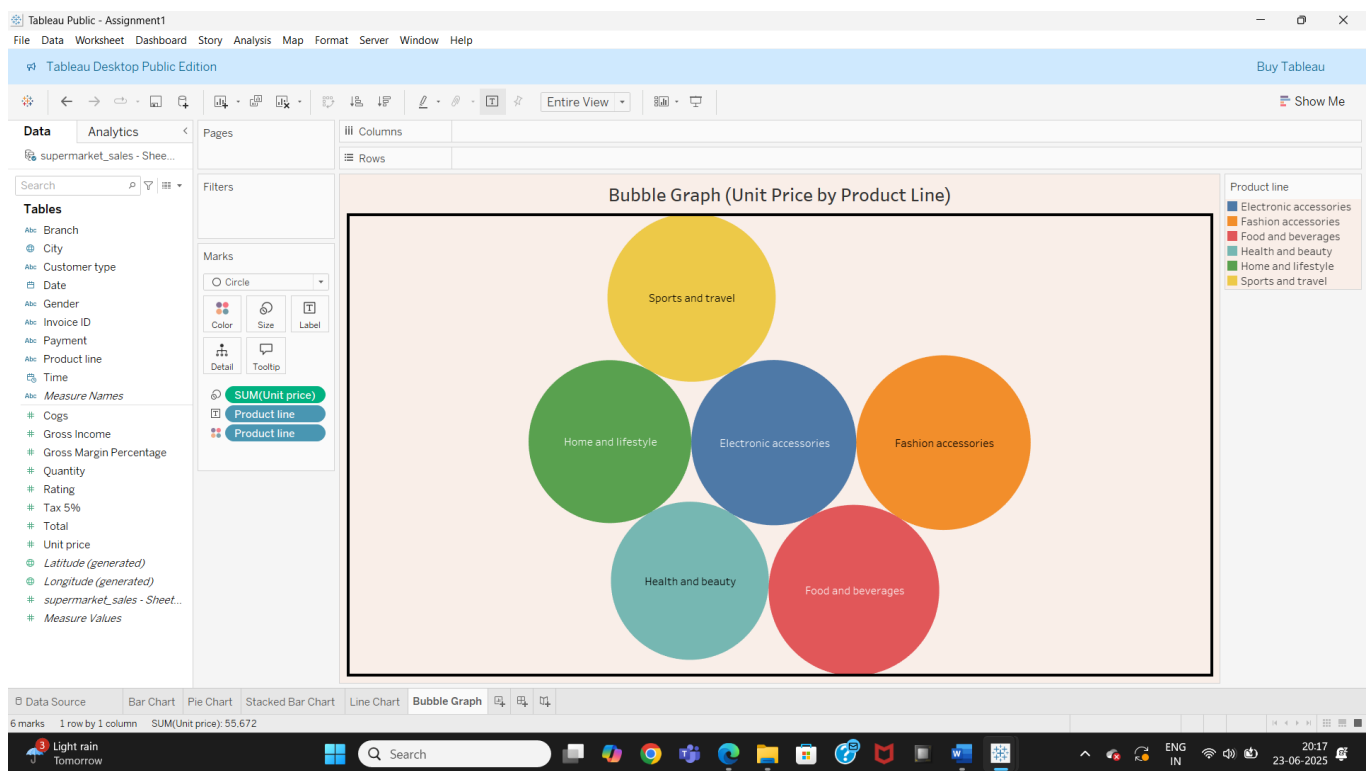 Tableau Public - Assignment1
File Data Worksheet Dashboard Story Analysis Map Format Server Window Help
Tableau Desktop Public Edition
Buy Tableau
Entire View
Show Me
Data
Analytics
supermarket_sales - Shee...
Search
Tables
Abc Branch
City
Abc Customer type
Date
Abc Gender
Abc Invoice ID
Abc Payment
Abc Product line
Time
Abc Measure Names
# Cogs
# Gross Income
# Gross Margin Percentage
# Quantity
# Rating
# Tax 5%
# Total
# Unit price
Latitude (generated)
Longitude (generated)
# supermarket_sales - Sheet...
# Measure Values
Pages
Filters
Marks
Circle
Color
Size
Label
Detail
Tooltip
SUM(Unit price)
Product line
Product line
Columns
Rows
Bubble Graph (Unit Price by Product Line)
Sports and travel
Home and lifestyle
Electronic accessories
Fashion accessories
Health and beauty
Food and beverages
Product line
Electronic accessories
Fashion accessories
Food and beverages
Health and beauty
Home and lifestyle
Sports and travel
Data Source
Bar Chart
Pie Chart
Stacked Bar Chart
Line Chart
Bubble Graph
6 marks 1 row by 1 column SUM(Unit price): 55,672
3
Light rain
Tomorrow
Search
ENG
IN
20:17
23-06-2025